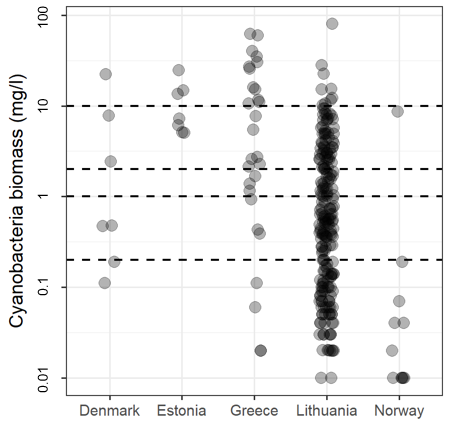 Cyanobacteria biomass (mg/l)
100
10
1
0.1
0.01
Denmark Estonia Greece Lithuania Norway